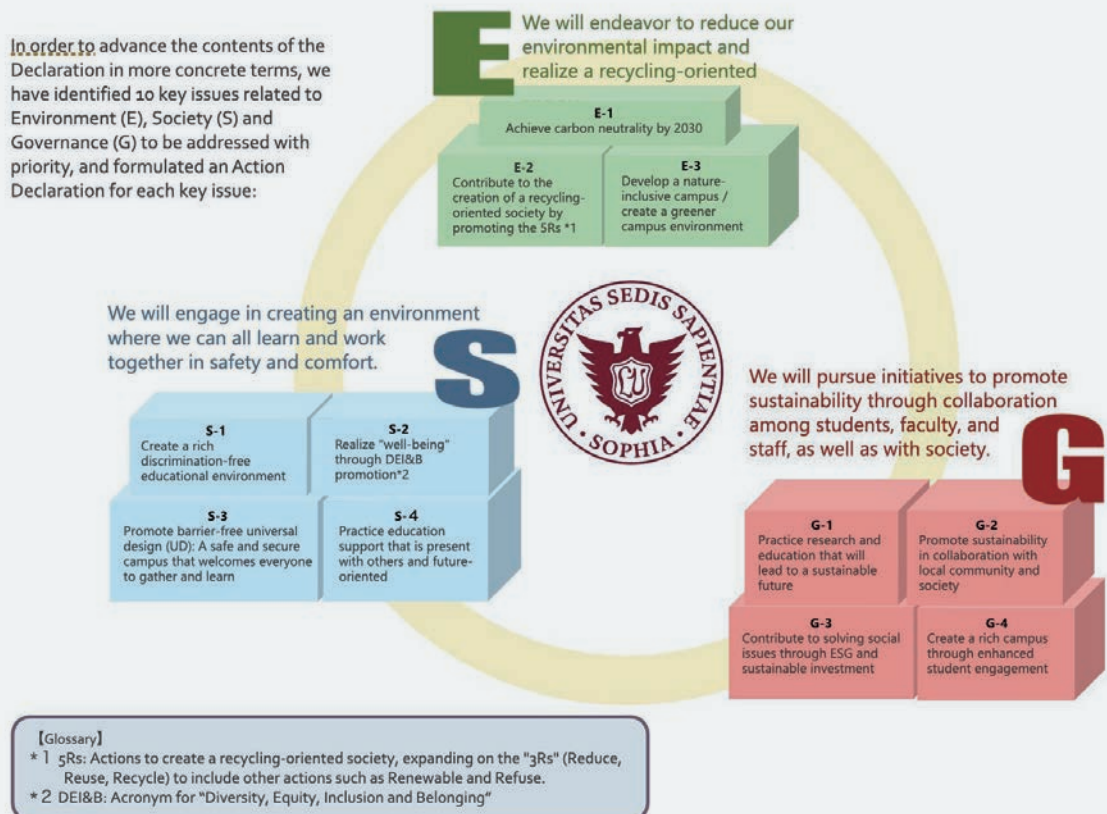 In order to advance the contents of the
Declaration in more concrete terms, we
have identified 10 key issues related to
Environment (E), Society (S) and
Governance (G) to be addressed with
priority, and formulated an Action
Declaration for each key issue:
E
We will endeavor to reduce our
environmental impact and
realize a recycling-oriented
E-1
Achieve carbon neutrality by 2030
E-2
Contribute to the
creation of a recycling-
oriented society by
promoting the 5Rs *1
E-3
Develop a nature-
inclusive campus /
create a greener
campus environment
We will engage in creating an environment
where we can all learn and work
together in safety and comfort.
S
S-1
Create a rich
discrimination-free
educational environment
S-2
Realize "well-being"
through DEI&B
promotion*2
S-3
Promote barrier-free universal
design (UD): A safe and secure
campus that welcomes everyone
to gather and learn
S-4
Practice education
support that is present
with others and future-
oriented
UNIVERSITAS SEDIS SAPIENTIAE
SOPHIA
We will pursue initiatives to promote
sustainability through collaboration
among students, faculty, and
staff, as well as with society.
G
G-1
Practice research and
education that will
lead to a sustainable
future
G-2
Promote sustainability
in collaboration with
local community and
society
G-3
Contribute to solving social
issues through ESG and
sustainable investment
G-4
Create a rich campus
through enhanced
student engagement
【Glossary】
*1 5Rs: Actions to create a recycling-oriented society, expanding on the "3Rs" (Reduce,
Reuse, Recycle) to include other actions such as Renewable and Refuse.
*2 DEI&B: Acronym for "Diversity, Equity, Inclusion and Belonging"